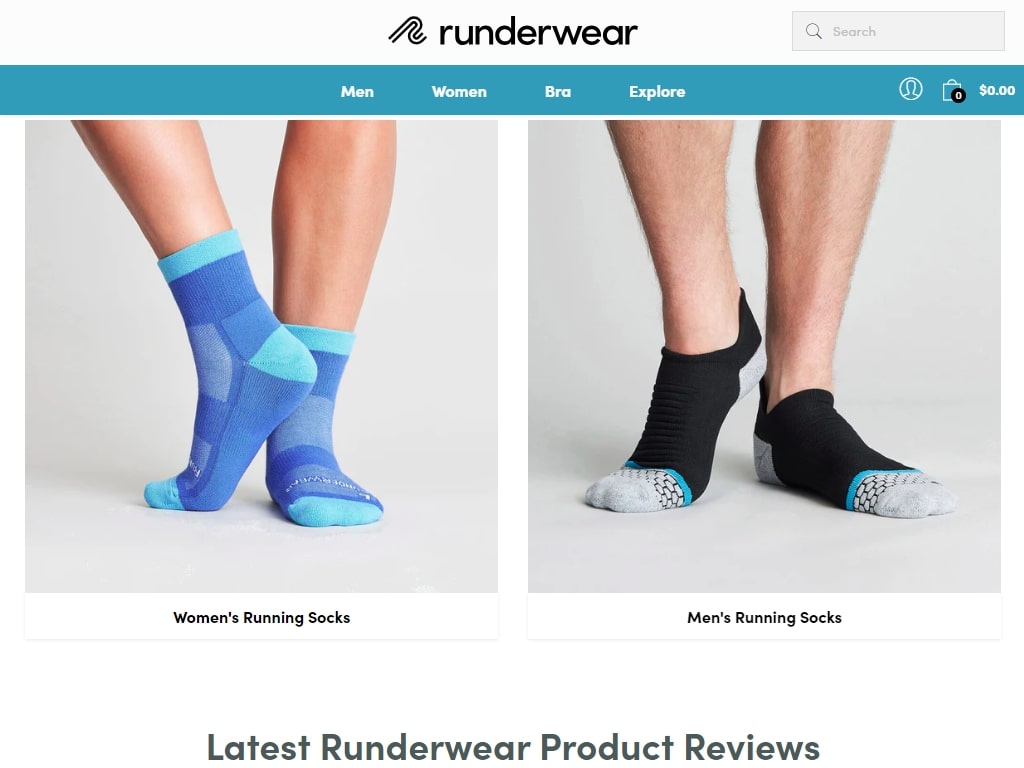 runderwear
Search
Men
Women
Bra
Explore
0
$0.00
Women's Running Socks
Men's Running Socks
Latest Runderwear Product Reviews